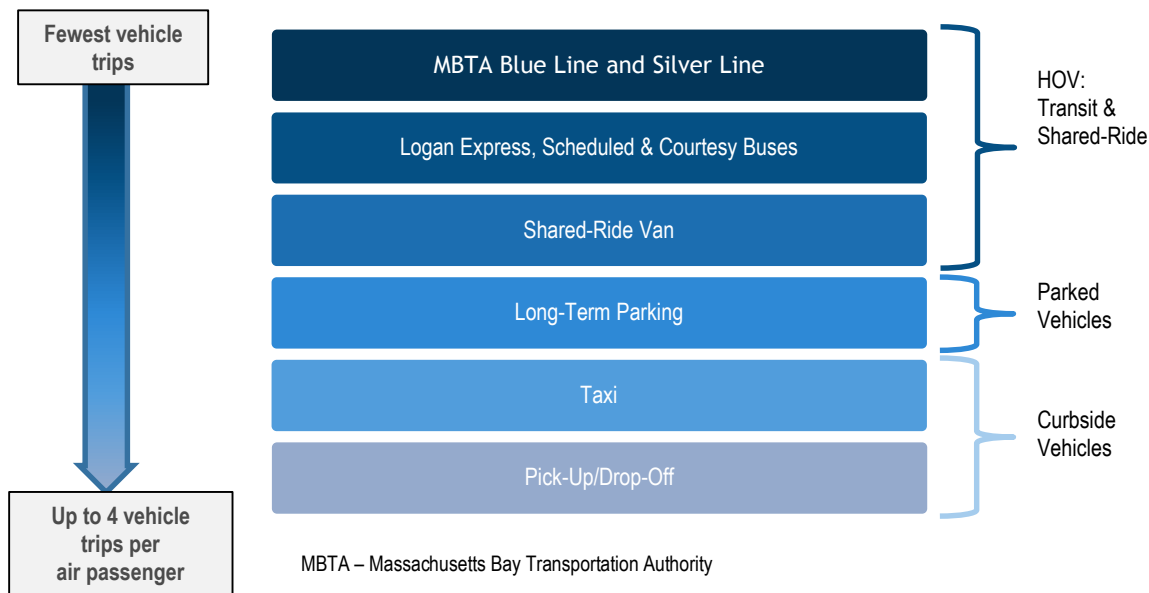 Fewest vehicle
trips
MBTA Blue Line and Silver Line
Logan Express, Scheduled & Courtesy Buses
Shared-Ride Van
HOV:
Transit &
Shared-Ride
Long-Term Parking
Parked
Vehicles
Taxi
Pick-Up/Drop-Off
Curbside
Vehicles
Up to 4 vehicle
trips per
air passenger
MBTA – Massachusetts Bay Transportation Authority